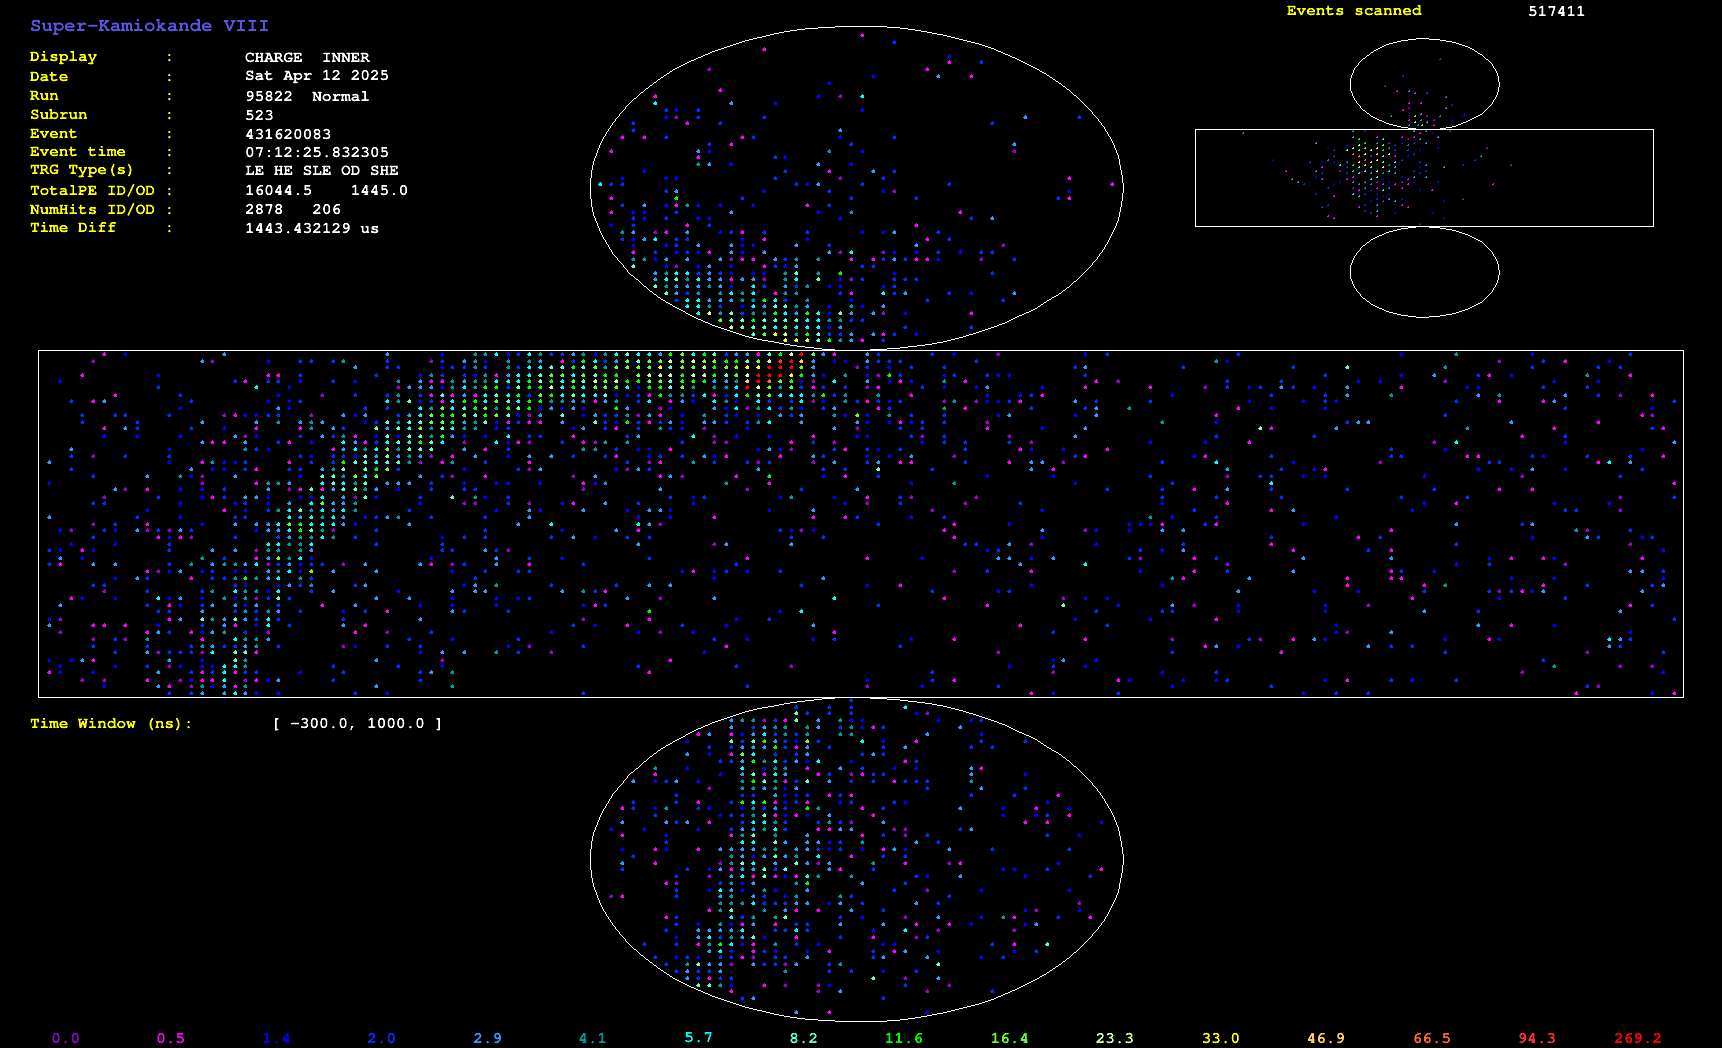 Super-Kamiokande VIII
Events scanned 517411
Display : CHARGE INNER
Date : Sat Apr 12 2025
Run : 95822 Normal
Subrun : 523
Event : 431620083
Event time : 07:12:25.832305
TRG Type(s) : LE HE SLE OD SHE
TotalPE ID/OD : 16044.5 1445.0
NumHits ID/OD : 2878 206
Time Diff : 1443.432129 us
Time Window (ns): [ -300.0, 1000.0 ]
0.0 0.5 1.4 2.0 2.9 4.1 5.7 8.2 11.6 16.4 23.3 33.0 46.9 66.5 94.3 269.2